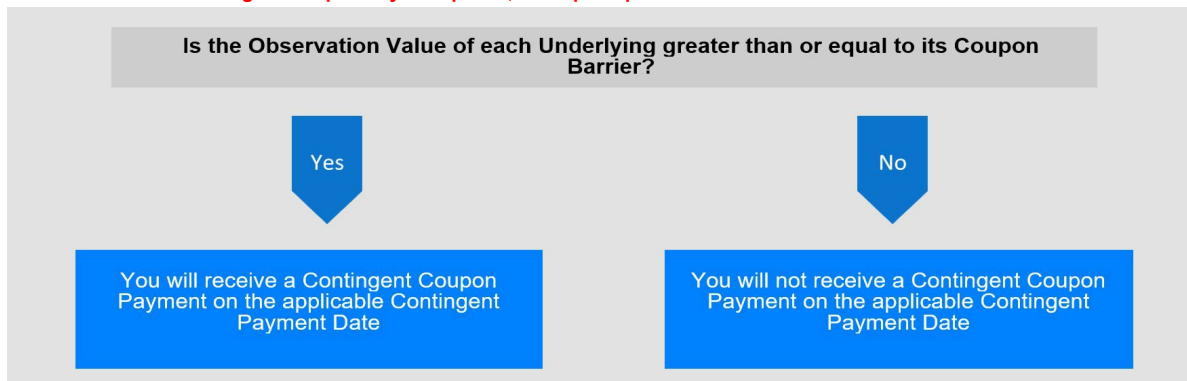 Is the Observation Value of each Underlying greater than or equal to its Coupon
Barrier?
Yes
No
You will receive a Contingent Coupon
Payment on the applicable Contingent
Payment Date
You will not receive a Contingent Coupon
Payment on the applicable Contingent
Payment Date